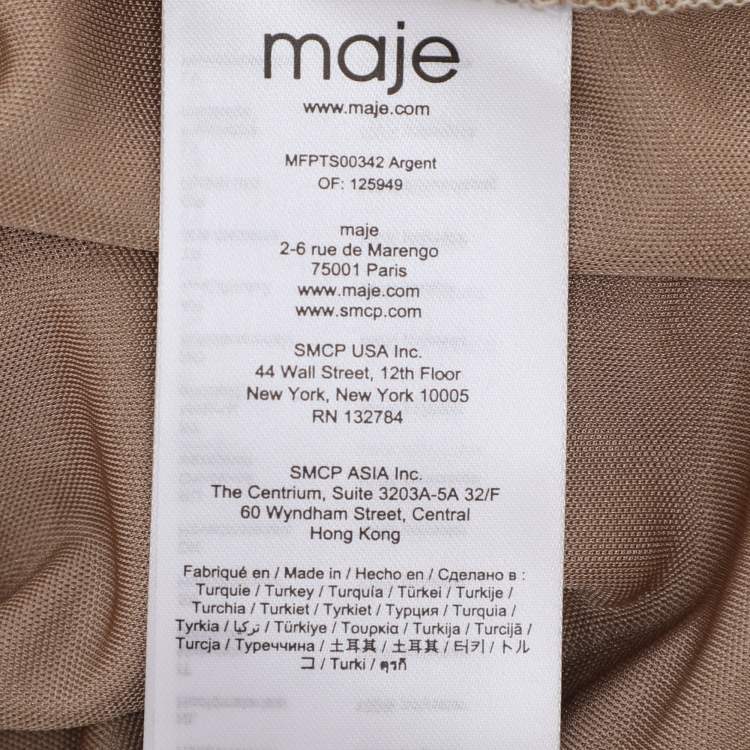 maje
www.maje.com
MFPTS00342 Argent
OF: 125949
maje
2-6 rue de Marengo
75001 Paris
www.maje.com
www.smcp.com
SMCP USA Inc.
44 Wall Street, 12th Floor
New York, New York 10005
RN 132784
SMCP ASIA Inc.
The Centrium, Suite 3203A-5A 32/F
60 Wyndham Street, Central
Hong Kong
Fabriqué en / Made in / Hecho en / Сделано в :
Turquie / Turkey / Turquía / Türkei / Turkije /
Turchia / Turkiet / Tyrkiet / Турция / Turquia /
Tyrkia / تركيا / Türkiye / Τουρκία / Turkija / Turcijā /
Turcja / Туреччина / 土耳其 / 土耳其 / 터키 / トル
コ / Turki / ตุรกี